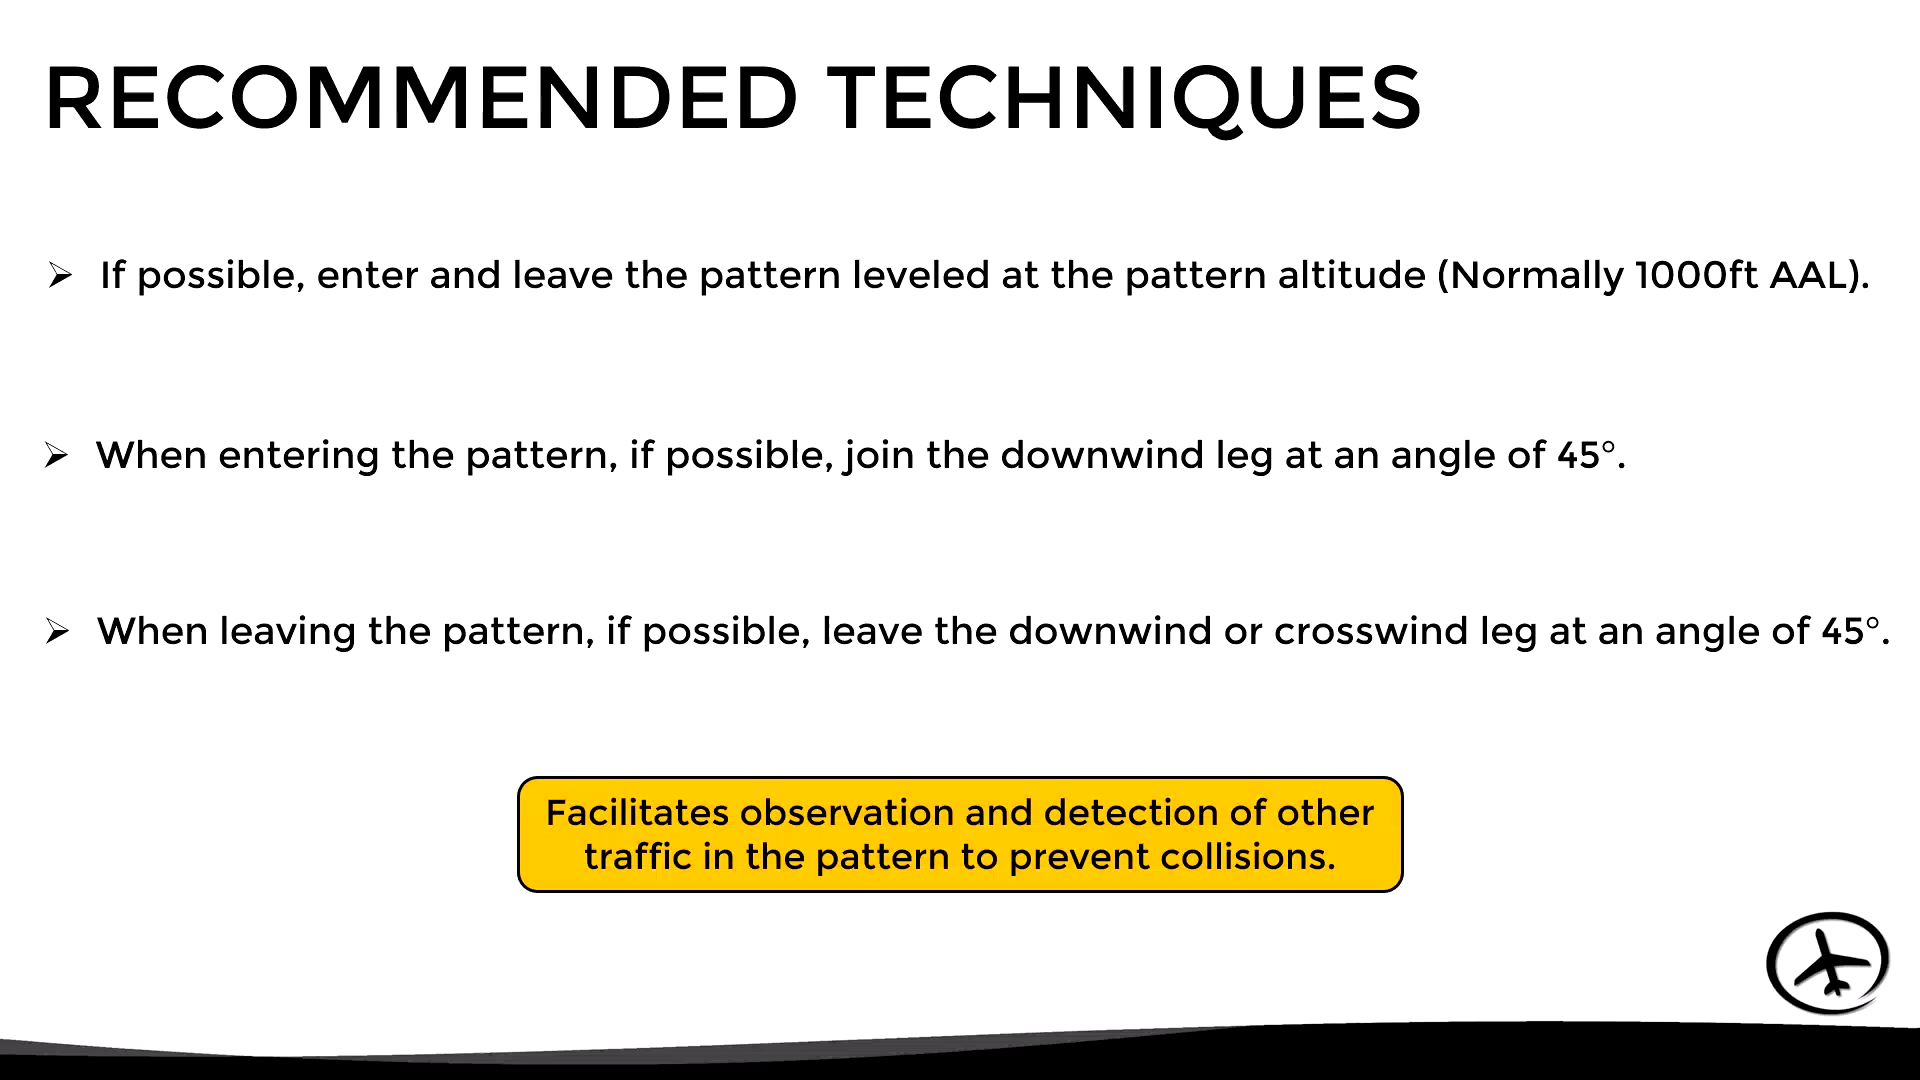 RECOMMENDED TECHNIQUES
➢ If possible, enter and leave the pattern leveled at the pattern altitude (Normally 1000ft AAL).
➢ When entering the pattern, if possible, join the downwind leg at an angle of 45°.
➢ When leaving the pattern, if possible, leave the downwind or crosswind leg at an angle of 45°.
Facilitates observation and detection of other
traffic in the pattern to prevent collisions.